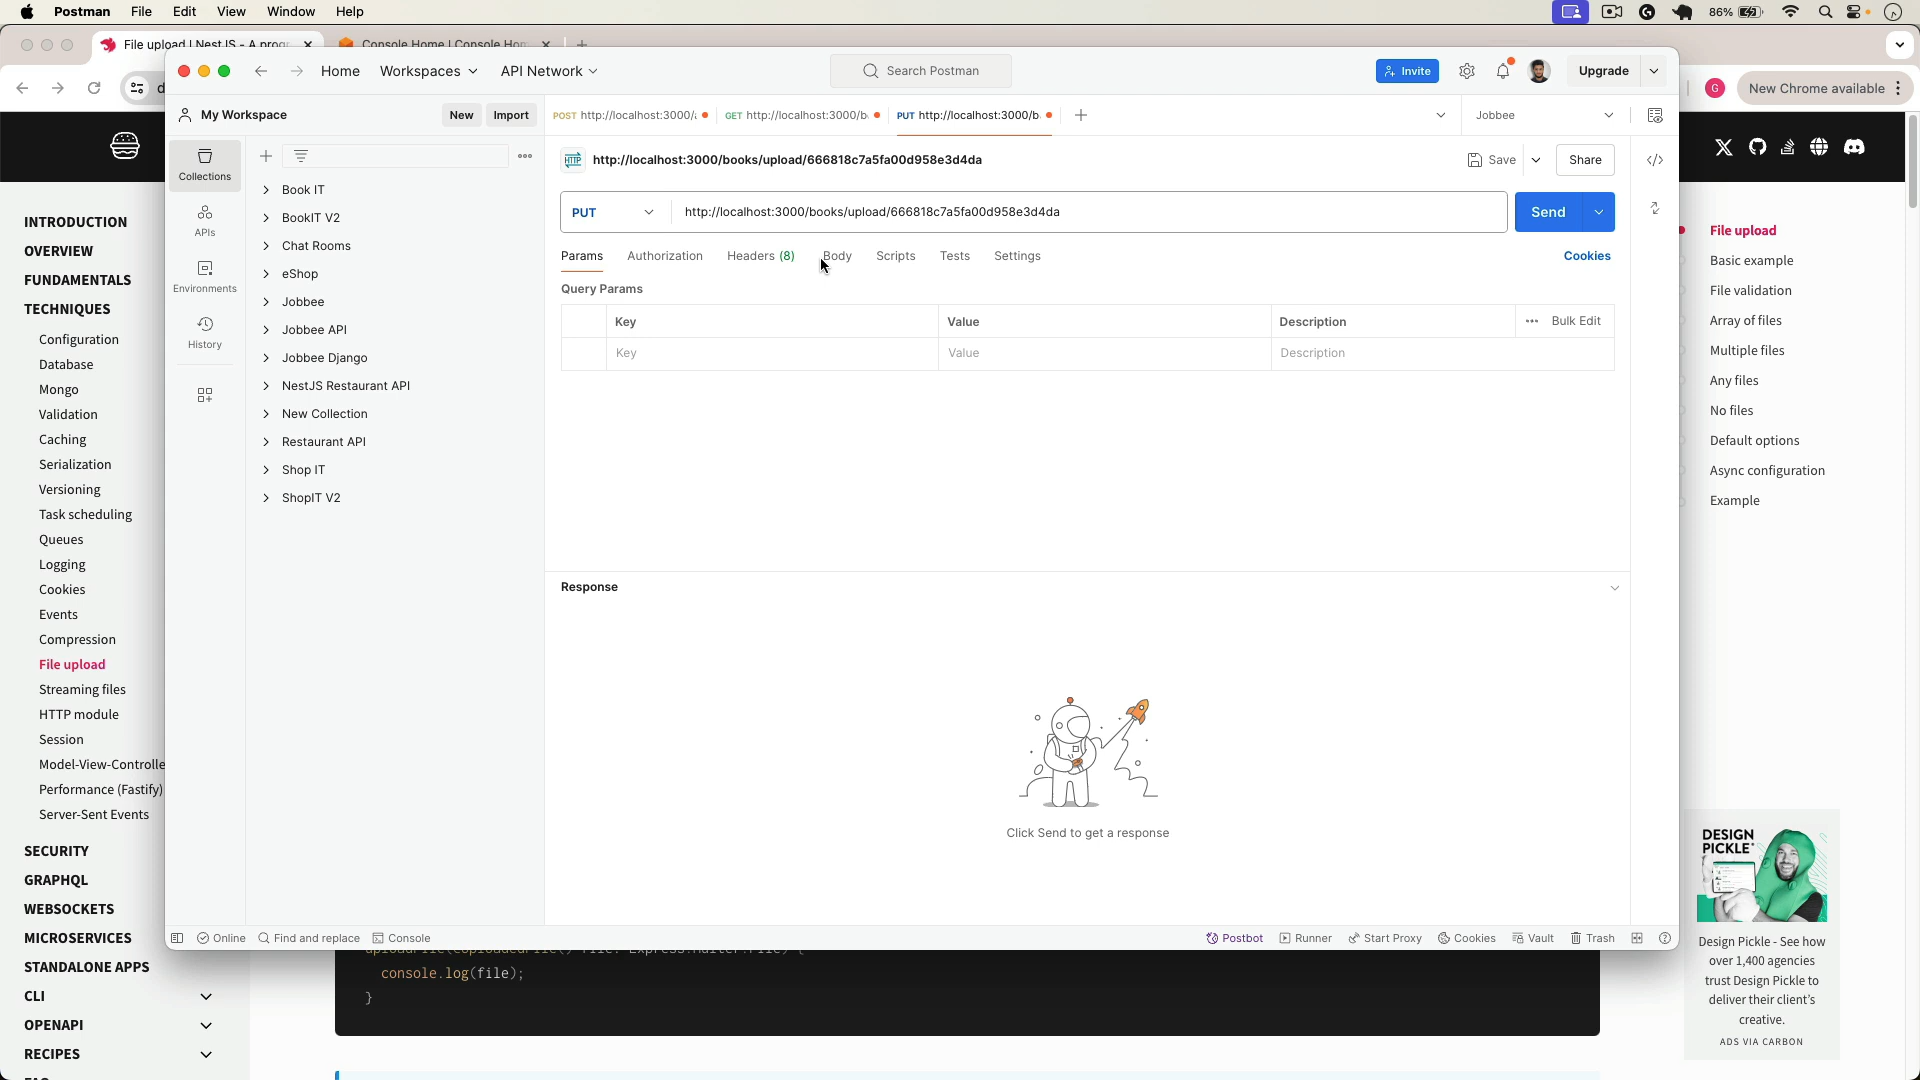 Postman File Edit View Window Help
86%
File upload | NestJS - A progr
Console Home | Console Hom
d
G
New Chrome available
Home
Workspaces
API Network
Search Postman
Invite
Upgrade
My Workspace
New
Import
POST http://localhost:3000/
GET http://localhost:3000/b
PUT http://localhost:3000/b
Jobbee
Collections
APIs
Environments
History
Book IT
BookIT V2
Chat Rooms
eShop
Jobbee
Jobbee API
Jobbee Django
NestJS Restaurant API
New Collection
Restaurant API
Shop IT
ShopIT V2
HTTP
http://localhost:3000/books/upload/666818c7a5fa00d958e3d4da
Save
Share
PUT
http://localhost:3000/books/upload/666818c7a5fa00d958e3d4da
Send
Params
Authorization
Headers (8)
Body
Scripts
Tests
Settings
Cookies
Query Params
Key Value Description Bulk Edit
Key Value Description
Response
Click Send to get a response
Online
Find and replace
Console
Postbot
Runner
Start Proxy
Cookies
Vault
Trash
INTRODUCTION
OVERVIEW
FUNDAMENTALS
TECHNIQUES
Configuration
Database
Mongo
Validation
Caching
Serialization
Versioning
Task scheduling
Queues
Logging
Cookies
Events
Compression
File upload
Streaming files
HTTP module
Session
Model-View-Controlle
Performance (Fastify)
Server-Sent Events
SECURITY
GRAPHQL
WEBSOCKETS
MICROSERVICES
STANDALONE APPS
CLI
OPENAPI
RECIPES
console.log(file);
}
File upload
Basic example
File validation
Array of files
Multiple files
Any files
No files
Default options
Async configuration
Example
DESIGN
PICKLE
Design Pickle - See how
over 1,400 agencies
trust Design Pickle to
deliver their client's
creative.
ADS VIA CARBON